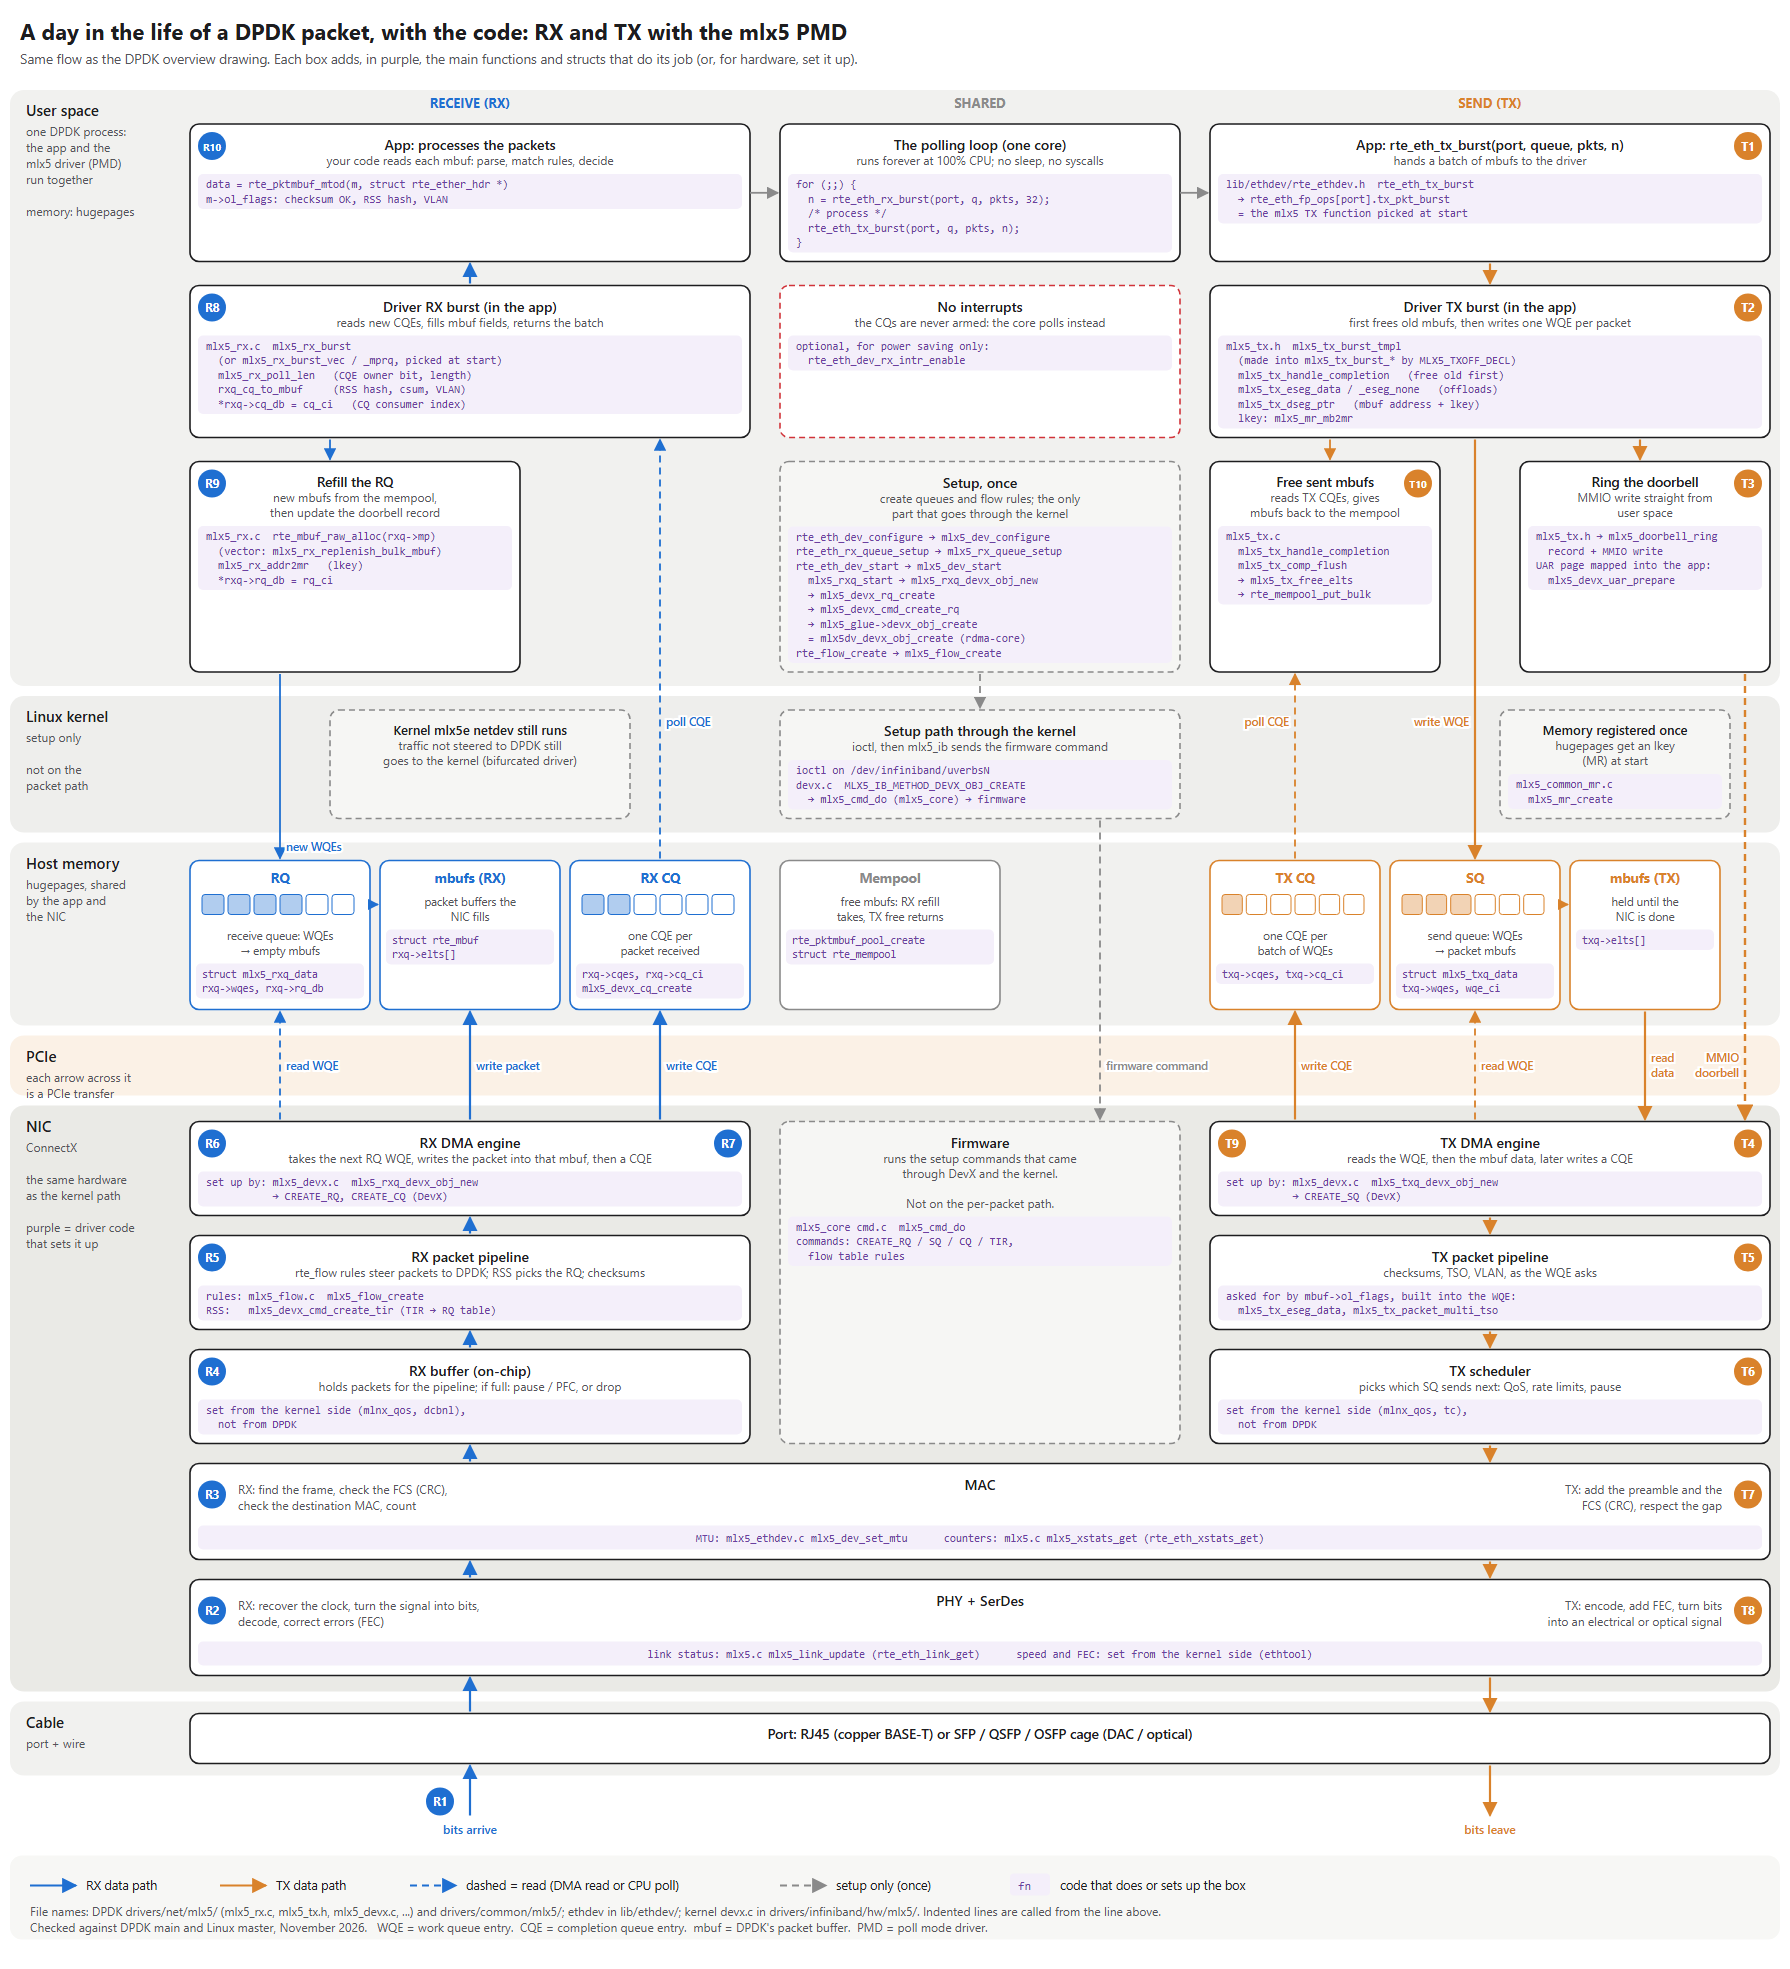 A day in the life of a DPDK packet, with the code: RX and TX with the mlx5 PMD
Same flow as the DPDK overview drawing. Each box adds, in purple, the main functions and structs that do its job (or, for hardware, set it up).
User space
one DPDK process:
the app and the
mlx5 driver (PMD)
run together
memory: hugepages
RECEIVE (RX)
SHARED
SEND (TX)
R10
App: processes the packets
your code reads each mbuf: parse, match rules, decide
data = rte_pktmbuf_mtod(m, struct rte_ether_hdr *)
m->ol_flags: checksum OK, RSS hash, VLAN
The polling loop (one core)
runs forever at 100% CPU; no sleep, no syscalls
for (;;) {
n = rte_eth_rx_burst(port, q, pkts, 32);
/* process */
rte_eth_tx_burst(port, q, pkts, n);
}
App: rte_eth_tx_burst(port, queue, pkts, n)
T1
hands a batch of mbufs to the driver
lib/ethdev/rte_ethdev.h rte_eth_tx_burst
→ rte_eth_fp_ops[port].tx_pkt_burst
= the mlx5 TX function picked at start
R8
Driver RX burst (in the app)
reads new CQEs, fills mbuf fields, returns the batch
mlx5_rx.c mlx5_rx_burst
(or mlx5_rx_burst_vec / _mprq, picked at start)
mlx5_rx_poll_len (CQE owner bit, length)
rxq_cq_to_mbuf (RSS hash, csum, VLAN)
*rxq->cq_db = cq_ci (CQ consumer index)
No interrupts
the CQs are never armed: the core polls instead
optional, for power saving only:
rte_eth_dev_rx_intr_enable
Driver TX burst (in the app)
T2
first frees old mbufs, then writes one WQE per packet
mlx5_tx.h mlx5_tx_burst_tmpl
(made into mlx5_tx_burst_* by MLX5_TXOFF_DECL)
mlx5_tx_handle_completion (free old first)
mlx5_tx_eseg_data / _eseg_none (offloads)
mlx5_tx_dseg_ptr (mbuf address + lkey)
lkey: mlx5_mr_mb2mr
R9
Refill the RQ
new mbufs from the mempool,
then update the doorbell record
mlx5_rx.c rte_mbuf_raw_alloc(rxq->mp)
(vector: mlx5_rx_replenish_bulk_mbuf)
mlx5_rx_addr2mr (lkey)
*rxq->rq_db = rq_ci
Setup, once
create queues and flow rules; the only
part that goes through the kernel
rte_eth_dev_configure → mlx5_dev_configure
rte_eth_rx_queue_setup → mlx5_rx_queue_setup
rte_eth_dev_start → mlx5_dev_start
mlx5_rxq_start → mlx5_rxq_devx_obj_new
→ mlx5_devx_rq_create
→ mlx5_devx_cmd_create_rq
→ mlx5_glue->devx_obj_create
= mlx5dv_devx_obj_create (rdma-core)
rte_flow_create → mlx5_flow_create
Free sent mbufs
T10
reads TX CQEs, gives
mbufs back to the mempool
mlx5_tx.c
mlx5_tx_handle_completion
mlx5_tx_comp_flush
→ mlx5_tx_free_elts
→ rte_mempool_put_bulk
Ring the doorbell
T3
MMIO write straight from
user space
mlx5_tx.h → mlx5_doorbell_ring
record + MMIO write
UAR page mapped into the app:
mlx5_devx_uar_prepare
Linux kernel
setup only
not on the
packet path
Kernel mlx5e netdev still runs
traffic not steered to DPDK still
goes to the kernel (bifurcated driver)
poll CQE
Setup path through the kernel
ioctl, then mlx5_ib sends the firmware command
ioctl on /dev/infiniband/uverbsN
devx.c MLX5_IB_METHOD_DEVX_OBJ_CREATE
→ mlx5_cmd_do (mlx5_core) → firmware
poll CQE
write WQE
Memory registered once
hugepages get an lkey
(MR) at start
mlx5_common_mr.c
mlx5_mr_create
new WQEs
Host memory
hugepages, shared
by the app and
the NIC
RQ
receive queue: WQEs
→ empty mbufs
struct mlx5_rxq_data
rxq->wqes, rxq->rq_db
mbufs (RX)
packet buffers the
NIC fills
struct rte_mbuf
rxq->elts[]
RX CQ
one CQE per
packet received
rxq->cqes, rxq->cq_ci
mlx5_devx_cq_create
Mempool
free mbufs: RX refill
takes, TX free returns
rte_pktmbuf_pool_create
struct rte_mempool
TX CQ
one CQE per
batch of WQEs
txq->cqes, txq->cq_ci
SQ
send queue: WQEs
→ packet mbufs
struct mlx5_txq_data
txq->wqes, wqe_ci
mbufs (TX)
held until the
NIC is done
txq->elts[]
PCIe
each arrow across it
is a PCIe transfer
read WQE
write packet
write CQE
firmware command
write CQE
read WQE
read
data
MMIO
doorbell
NIC
ConnectX
the same hardware
as the kernel path
purple = driver code
that sets it up
R6
RX DMA engine
R7
takes the next RQ WQE, writes the packet into that mbuf, then a CQE
set up by: mlx5_devx.c mlx5_rxq_devx_obj_new
→ CREATE_RQ, CREATE_CQ (DevX)
Firmware
runs the setup commands that came
through DevX and the kernel.
Not on the per-packet path.
mlx5_core cmd.c mlx5_cmd_do
commands: CREATE_RQ / SQ / CQ / TIR,
flow table rules
T9
TX DMA engine
T4
reads the WQE, then the mbuf data, later writes a CQE
set up by: mlx5_devx.c mlx5_txq_devx_obj_new
→ CREATE_SQ (DevX)
R5
RX packet pipeline
rte_flow rules steer packets to DPDK; RSS picks the RQ; checksums
rules: mlx5_flow.c mlx5_flow_create
RSS: mlx5_devx_cmd_create_tir (TIR → RQ table)
TX packet pipeline
T5
checksums, TSO, VLAN, as the WQE asks
asked for by mbuf->ol_flags, built into the WQE:
mlx5_tx_eseg_data, mlx5_tx_packet_multi_tso
R4
RX buffer (on-chip)
holds packets for the pipeline; if full: pause / PFC, or drop
set from the kernel side (mlnx_qos, dcbnl),
not from DPDK
TX scheduler
T6
picks which SQ sends next: QoS, rate limits, pause
set from the kernel side (mlnx_qos, tc),
not from DPDK
R3
RX: find the frame, check the FCS (CRC),
check the destination MAC, count
MAC
TX: add the preamble and the
FCS (CRC), respect the gap
T7
MTU: mlx5_ethdev.c mlx5_dev_set_mtu counters: mlx5.c mlx5_xstats_get (rte_eth_xstats_get)
R2
RX: recover the clock, turn the signal into bits,
decode, correct errors (FEC)
PHY + SerDes
TX: encode, add FEC, turn bits
into an electrical or optical signal
T8
link status: mlx5.c mlx5_link_update (rte_eth_link_get) speed and FEC: set from the kernel side (ethtool)
Cable
port + wire
Port: RJ45 (copper BASE-T) or SFP / QSFP / OSFP cage (DAC / optical)
R1
bits arrive
bits leave
RX data path
TX data path
dashed = read (DMA read or CPU poll)
setup only (once)
fn
code that does or sets up the box
File names: DPDK drivers/net/mlx5/ (mlx5_rx.c, mlx5_tx.h, mlx5_devx.c, ...) and drivers/common/mlx5/; ethdev in lib/ethdev/; kernel devx.c in drivers/infiniband/hw/mlx5/. Indented lines are called from the line above.
Checked against DPDK main and Linux master, November 2026. WQE = work queue entry. CQE = completion queue entry. mbuf = DPDK's packet buffer. PMD = poll mode driver.